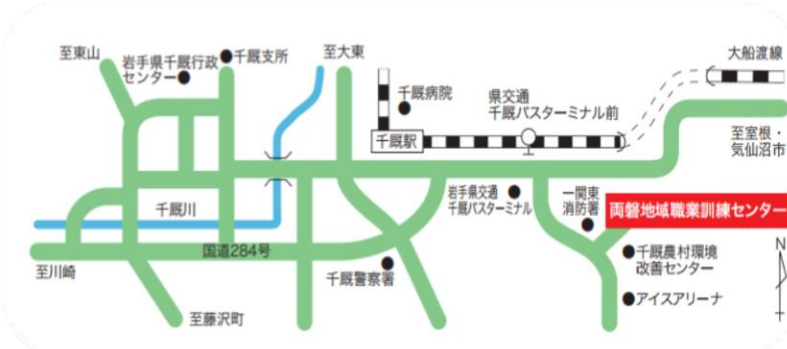 至東山
岩手県千厩行政
センター
千厩支所
至大東
千厩病院
県交通
千厩バスターミナル前
大船渡線
千厩駅
至室根・
気仙沼市
千厩川
岩手県交通
千厩バスターミナル
一関東
消防署
両磐地域職業訓練センター
国道284号
千厩農村環境
改善センター
至川崎
千厩警察署
アイスアリーナ
至藤沢町
N